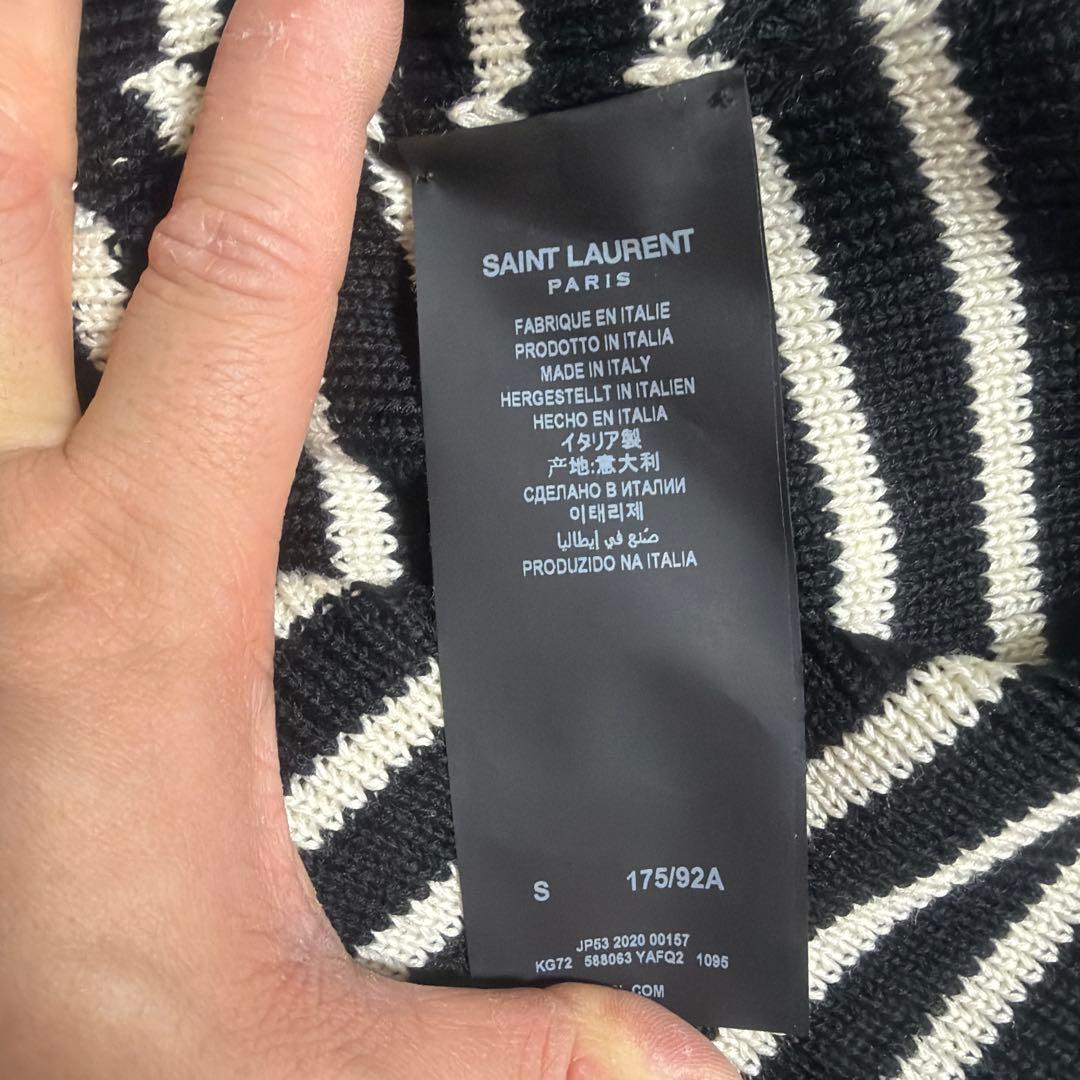 SAINT LAURENT
PARIS
FABRIQUE EN ITALIE
PRODOTTO IN ITALIA
MADE IN ITALY
HERGESTELLT IN ITALIEN
HECHO EN ITALIA
イタリア製
产地:意大利
СДЕЛАНО В ИТАЛИИ
이태리제
صُنع في إيطاليا
PRODUZIDO NA ITALIA
S 175/92A
JP53 2020 00157
KG72 588063 YAFQ2 1095
.COM